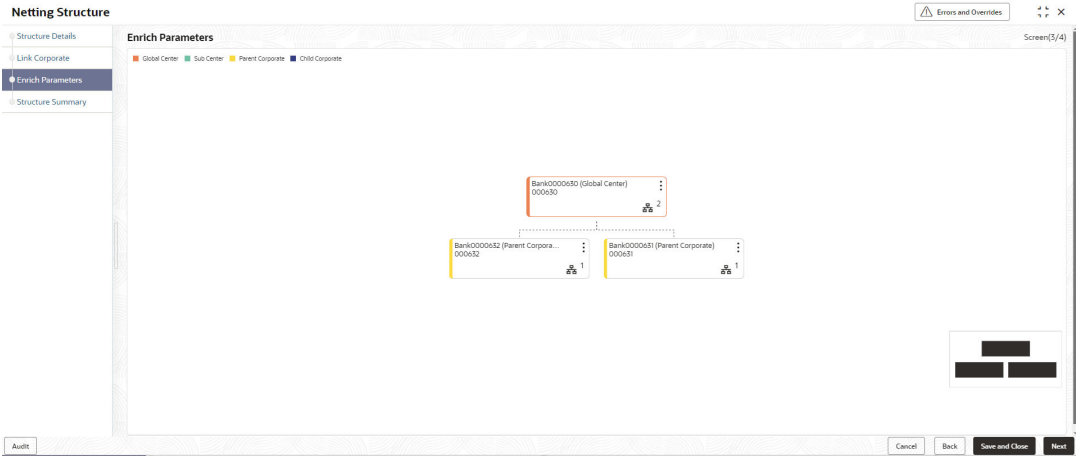 Netting Structure
Errors and Overrides
Structure Details
Link Corporate
Enrich Parameters
Structure Summary
Enrich Parameters
Screen(3/4)
Global Center Sub Center Parent Corporate Child Corporate
Bank0000630 (Global Center)
000630
2
Bank0000632 (Parent Corpora...
000632
1
Bank0000631 (Parent Corporate)
000631
1
Audit
Cancel
Back
Save and Close
Next